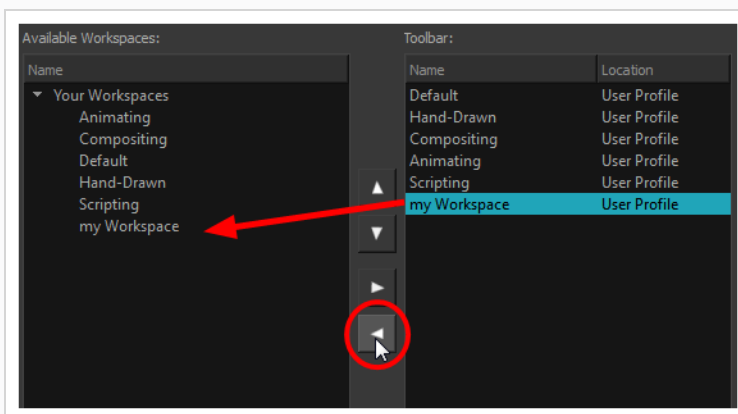 Available Workspaces:
Name
Your Workspaces
Animating
Compositing
Default
Hand-Drawn
Scripting
my Workspace
Toolbar:
Name Location
Default User Profile
Hand-Drawn User Profile
Compositing User Profile
Animating User Profile
Scripting User Profile
my Workspace User Profile